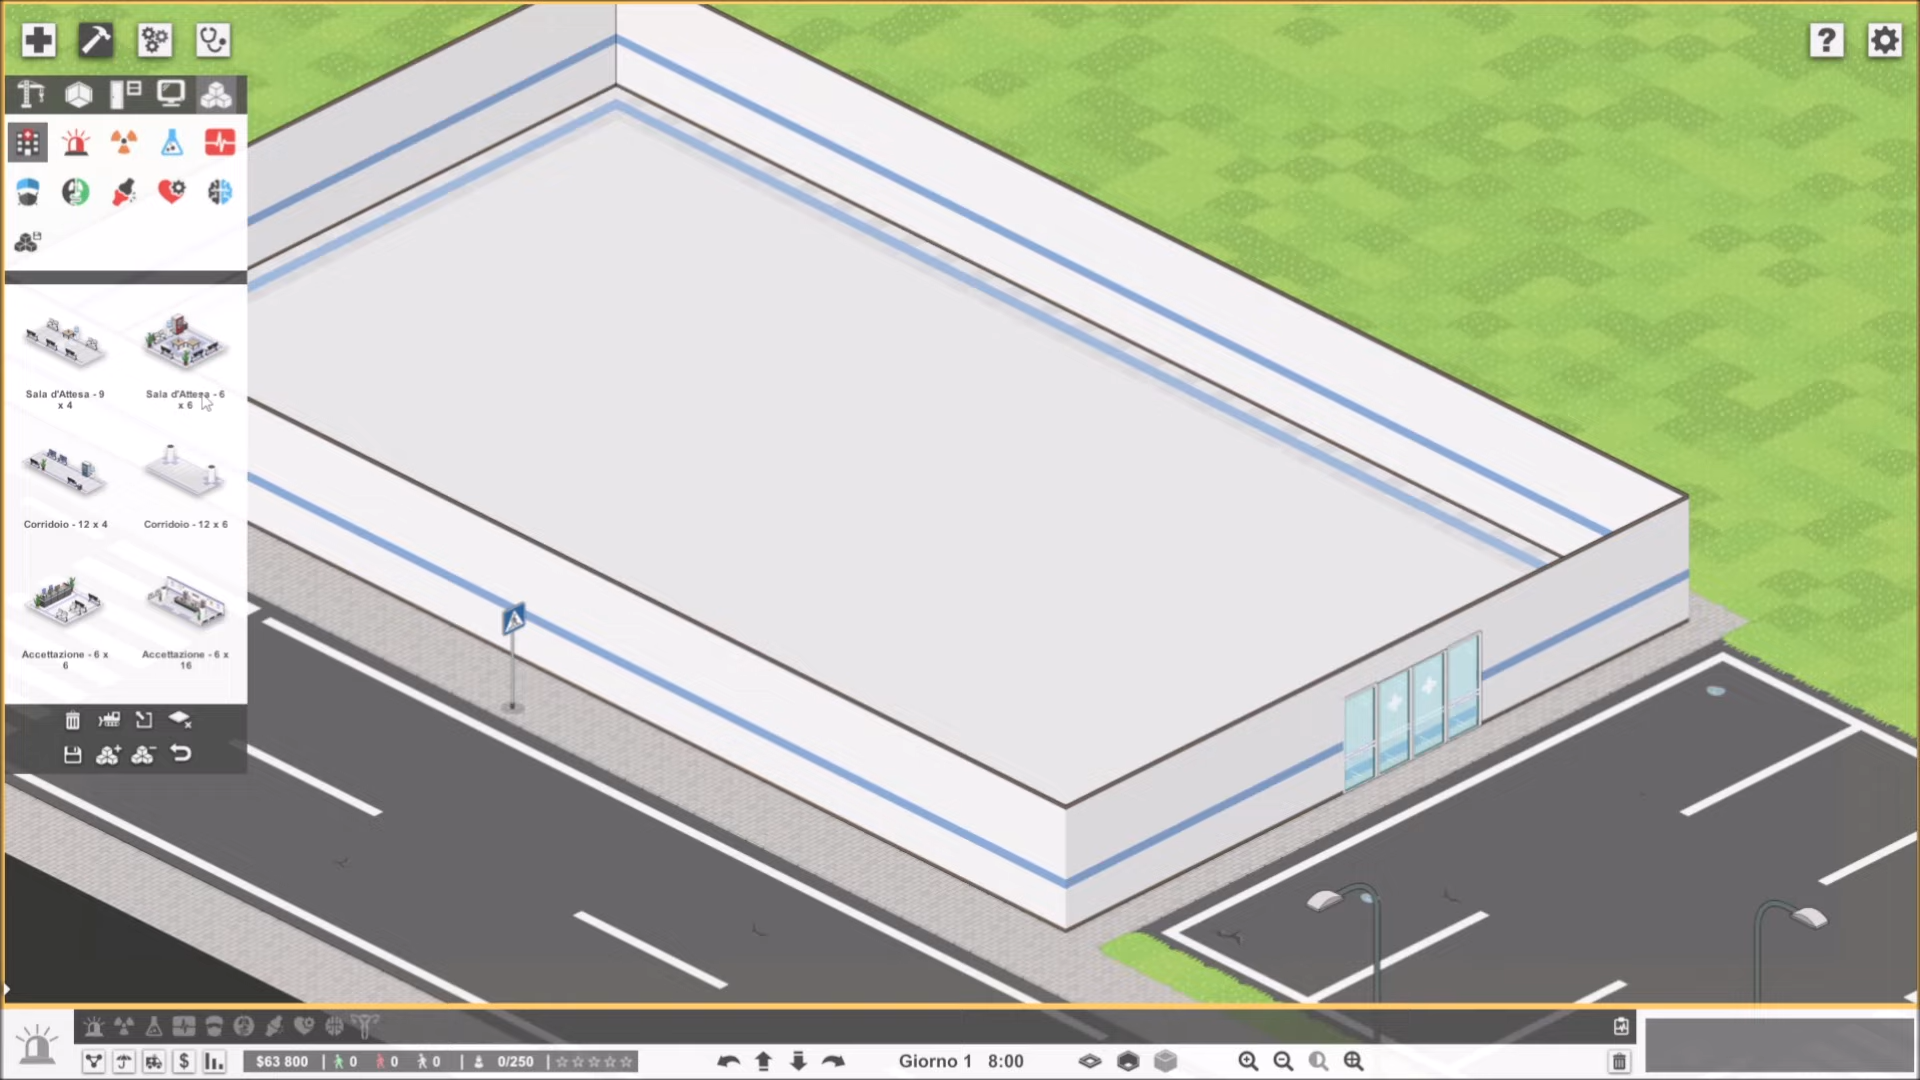 ?
Sala d'Attesa - 9
x 4
Sala d'Attesa - 6
x 6
Corridoio - 12 x 4
Corridoio - 12 x 6
Accettazione - 6 x
6
Accettazione - 6 x
16
$63 800 | 0 0 0 | 0/250
Giorno 1 8:00